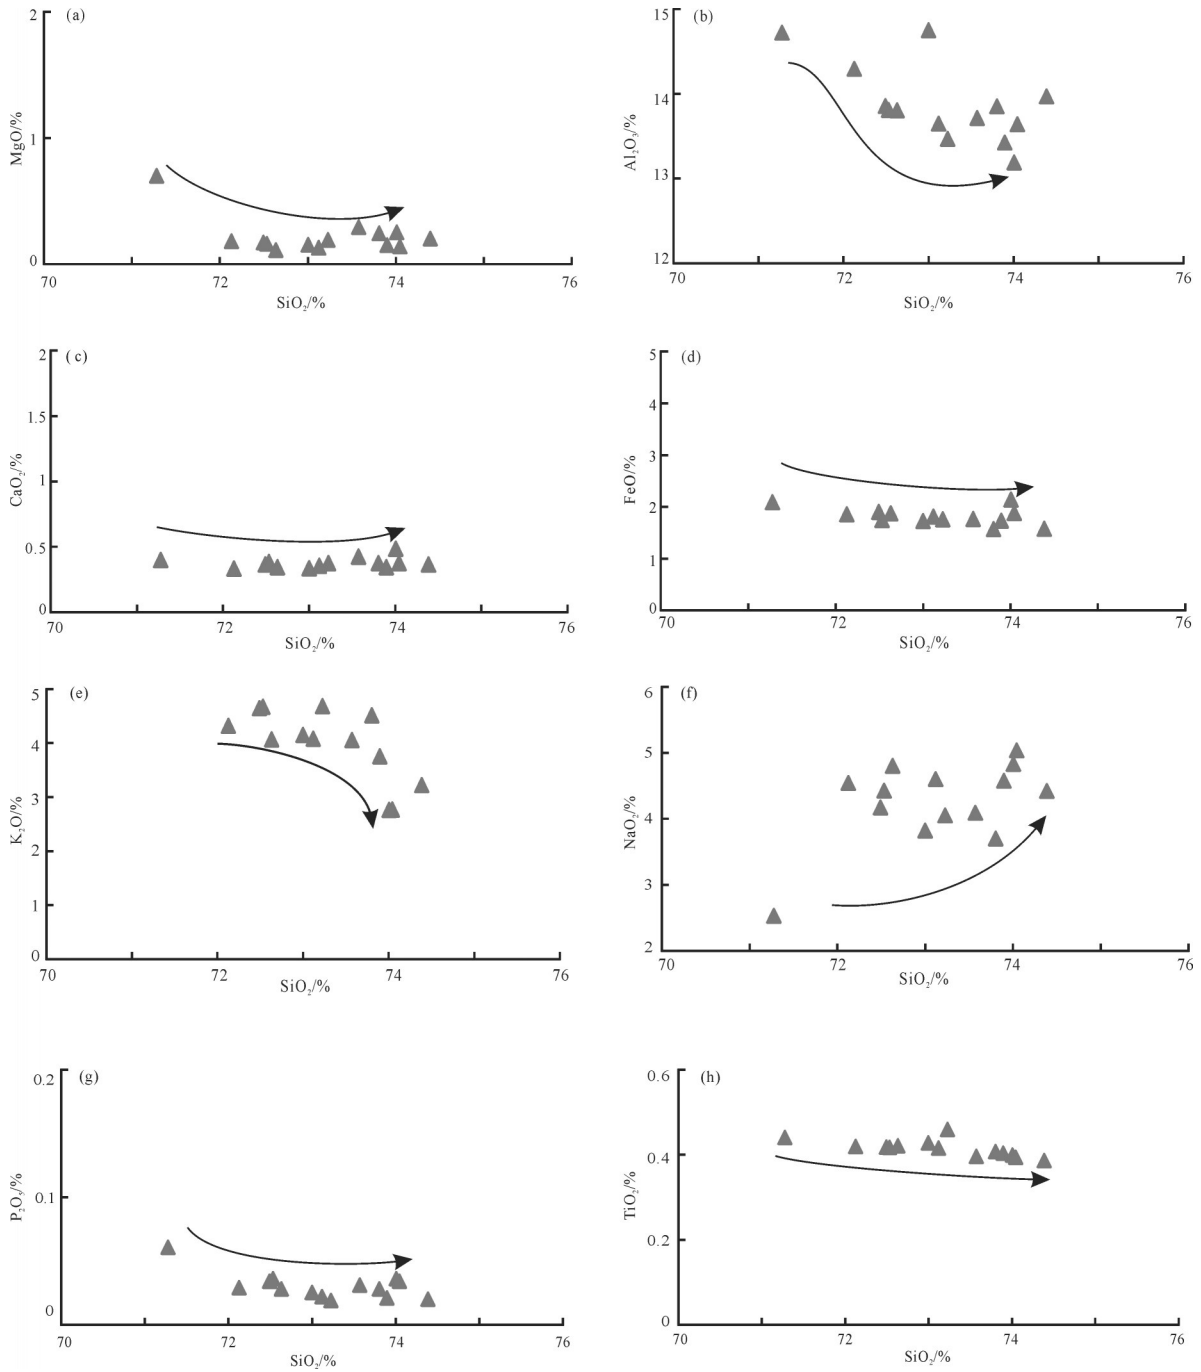 (a)
2
1
0
MgO/%
70
72
74
76
SiO₂/%
(b)
15
14
13
12
Al₂O₃/%
70
72
74
76
SiO₂/%
(c)
2
1.5
1
0.5
0
CaO₂/%
70
72
74
76
SiO₂/%
(d)
5
4
3
2
1
0
FeO/%
70
72
74
76
SiO₂/%
(e)
5
4
3
2
1
0
K₂O/%
70
72
74
76
SiO₂/%
(f)
6
5
4
3
2
NaO₂/%
70
72
74
76
SiO₂/%
(g)
0.2
0.1
0
P₂O₅/%
70
72
74
76
SiO₂/%
(h)
0.6
0.4
0.2
0
TiO₂/%
70
72
74
76
SiO₂/%